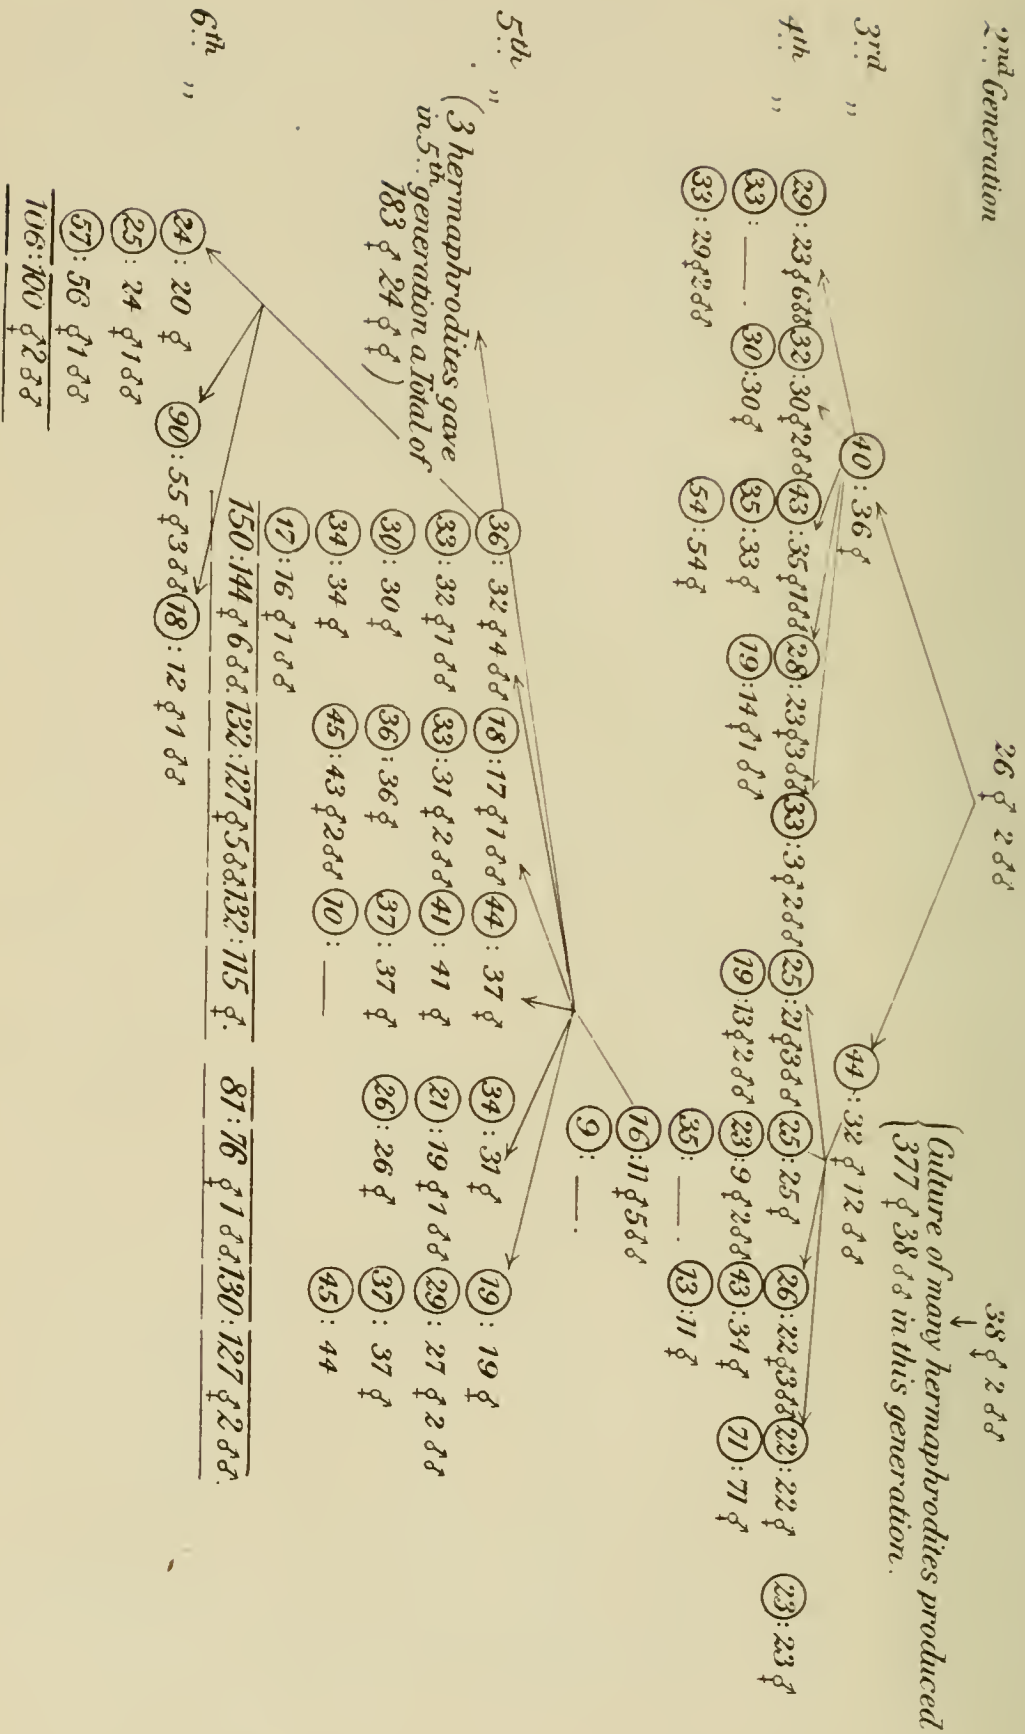 2nd Generation 26 ⚥ 2 ♂♂ 38 ⚥ 2 ♂♂
{Culture of many hermaphrodites produced
377 ⚥ 38 ♂♂ in this generation.
3rd " (40) : 36 ⚥ (44) : 32 ⚥ 12 ♂♂
4th " (29) : 23 ⚥ 6 ♂♂ (32) : 30 ⚥ 2 ♂♂ (43) : 35 ⚥ 1 ♂♂ (28) : 23 ⚥ 3 ♂♂ (33) : 3 ⚥ 2 ♂♂ (25) : 21 ⚥ 3 ♂♂ (25) : 25 ⚥ (26) : 22 ⚥ 3 ♂♂ (22) : 22 ⚥ (23) : 23 ⚥
(33) : —. (30) : 30 ⚥ (35) : 33 ⚥ (19) : 14 ⚥ 1 ♂♂ (19) : 13 ⚥ 2 ♂♂ (23) : 9 ⚥ 2 ♂♂ (43) : 34 ⚥ (71) : 71 ⚥
(33) : 29 ⚥ 2 ♂♂ (54) : 54 ⚥ (35) : —. (13) : 11 ⚥
(16) : 11 ⚥ 5 ♂♂
(9) : —.
5th " (3 hermaphrodites gave
in 5th generation a Total of
183 ⚥ 24 ⚥ ⚥)
(36) : 32 ⚥ 4 ♂♂ (18) : 17 ⚥ 1 ♂♂ (44) : 37 ⚥ (34) : 31 ⚥ (19) : 19 ⚥
(33) : 32 ⚥ 1 ♂♂ (33) : 31 ⚥ 2 ♂♂ (41) : 41 ⚥ (21) : 19 ⚥ 1 ♂♂ (29) : 27 ⚥ 2 ♂♂
(30) : 30 ⚥ (36) : 36 ⚥ (37) : 37 ⚥ (26) : 26 ⚥ (37) : 37 ⚥
(34) : 34 ⚥ (45) : 43 ⚥ 2 ♂♂ (10) : — (45) : 44
(17) : 16 ⚥ 1 ♂♂
150 : 144 ⚥ 6 ♂♂. 132 : 127 ⚥ 5 ♂♂. 132 : 115 ⚥. 87 : 76 ⚥ 1 ♂♂. 130 : 127 ⚥ 2 ♂♂.
6th " (24) : 20 ⚥ (90) : 55 ⚥ 3 ♂♂ (18) : 12 ⚥ 1 ♂♂
(25) : 24 ⚥ 1 ♂♂
(57) : 56 ⚥ 1 ♂♂
106 : 100 ⚥ 2 ♂♂